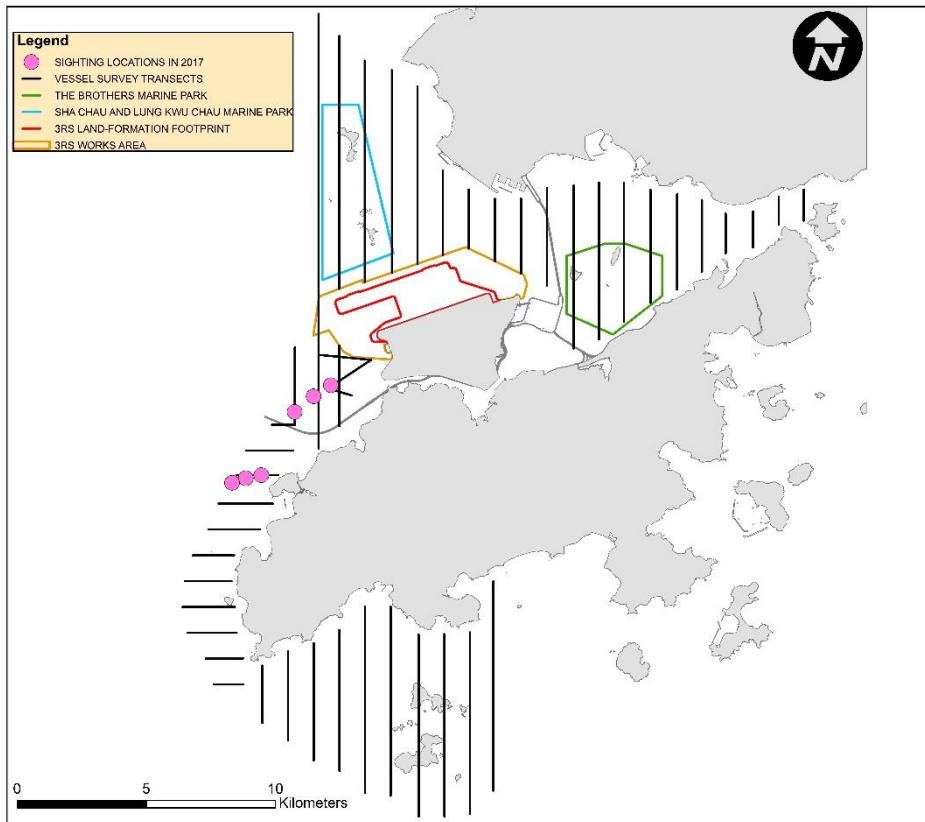 Legend
SIGHTING LOCATIONS IN 2017
VESSEL SURVEY TRANSECTS
THE BROTHERS MARINE PARK
SHA CHAU AND LUNG KWU CHAU MARINE PARK
3RS LAND-FORMATION FOOTPRINT
3RS WORKS AREA
N
0 5 10
Kilometers